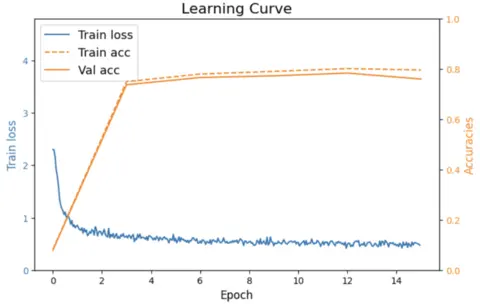 Learning Curve
Train loss
Train acc
Val acc
4
3
2
1
0
Train loss
1.0
0.8
0.6
0.4
0.2
0.0
Accuracies
0 2 4 6 8 10 12 14
Epoch